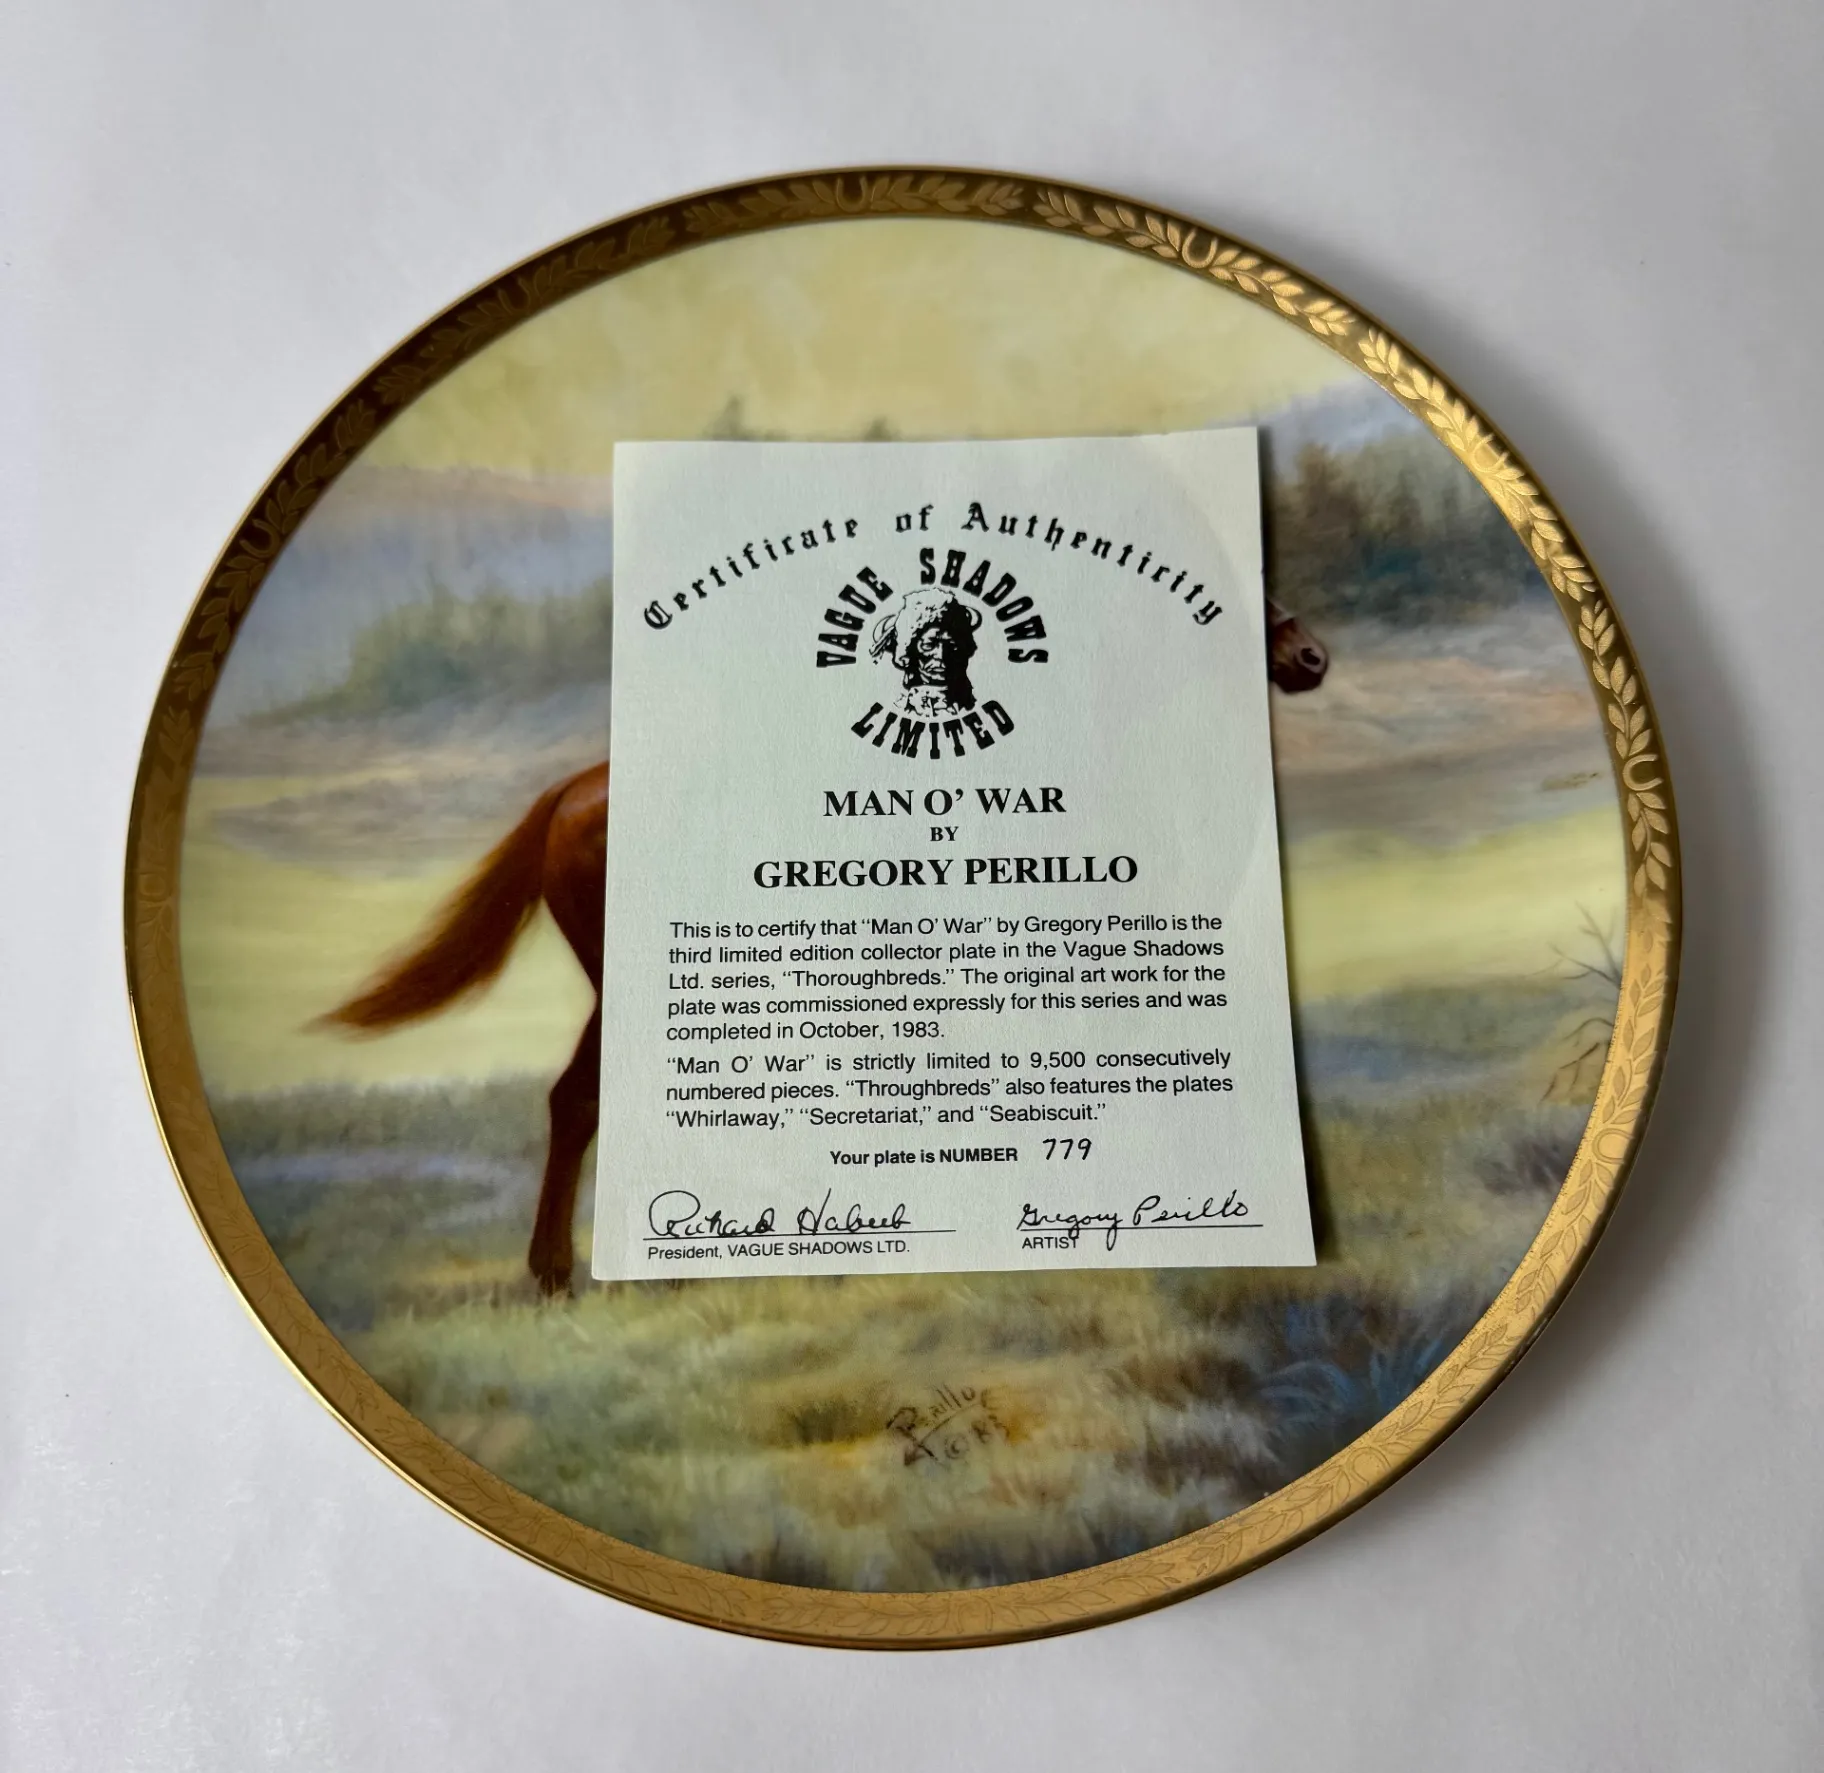 Certificate of Authenticity
VAGUE SHADOWS
LIMITED
MAN O’ WAR
BY
GREGORY PERILLO
This is to certify that “Man O’ War” by Gregory Perillo is the
third limited edition collector plate in the Vague Shadows
Ltd. series, “Thoroughbreds.” The original art work for the
plate was commissioned expressly for this series and was
completed in October, 1983.
“Man O’ War” is strictly limited to 9,500 consecutively
numbered pieces. “Throughbreds” also features the plates
“Whirlaway,” “Secretariat,” and “Seabiscuit.”
Your plate is NUMBER 779
Richard Habeeb Gregory Perillo
President, VAGUE SHADOWS LTD. ARTIST
Perillo
© 83